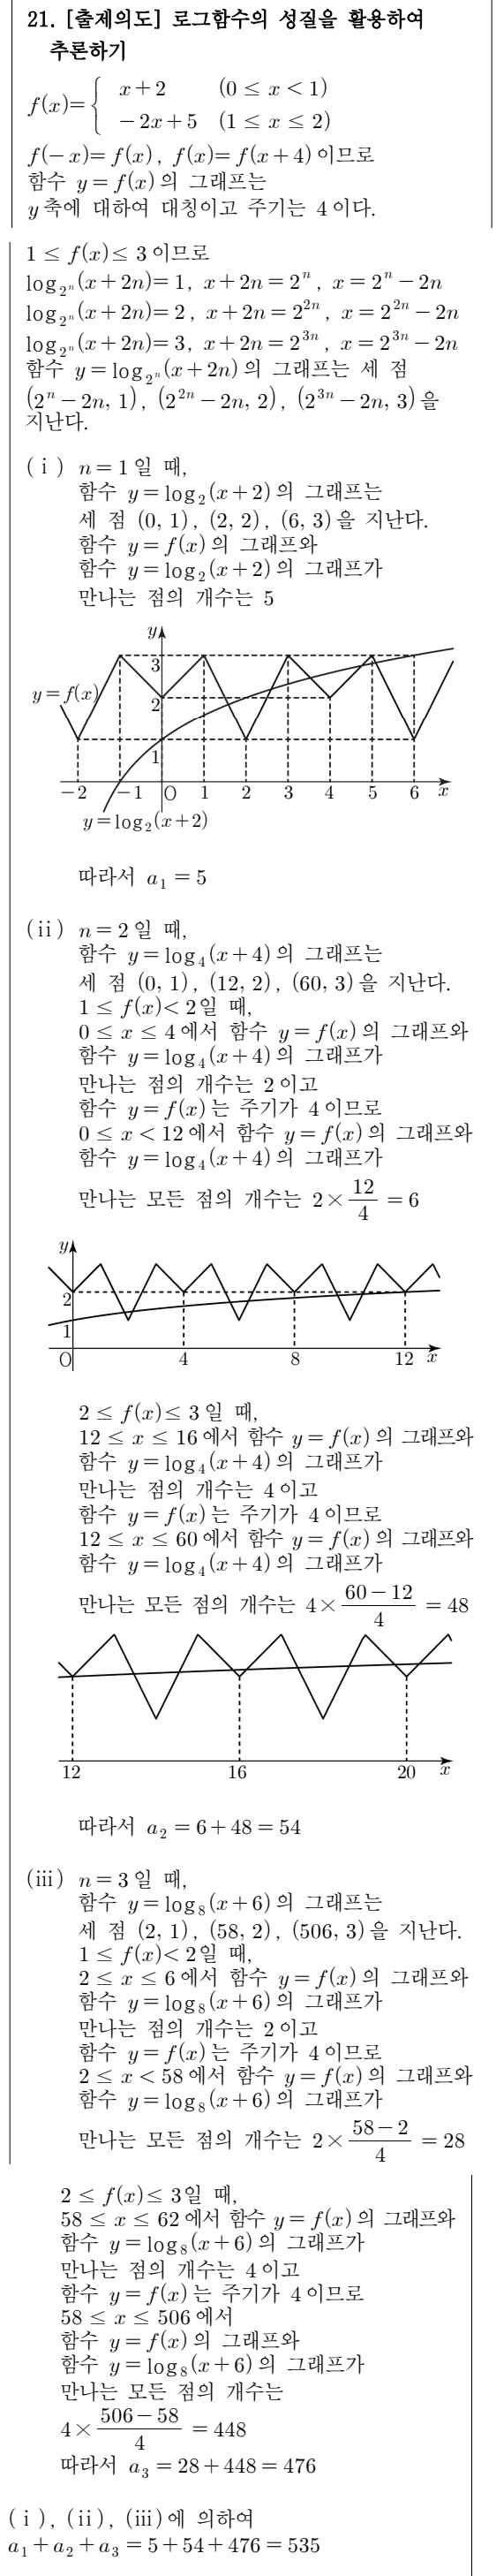 21. [출제의도] 로그함수의 성질을 활용하여
추론하기
f(x)={ x+2 (0 ≤ x < 1)
−2x+5 (1 ≤ x ≤ 2)
f(−x)=f(x), f(x)=f(x+4)이므로
함수 y=f(x)의 그래프는
y축에 대하여 대칭이고 주기는 4이다.
1 ≤ f(x) ≤ 3이므로
log_{2^n}(x+2n)=1, x+2n=2^n, x=2^n−2n
log_{2^n}(x+2n)=2, x+2n=2^{2n}, x=2^{2n}−2n
log_{2^n}(x+2n)=3, x+2n=2^{3n}, x=2^{3n}−2n
함수 y=log_{2^n}(x+2n)의 그래프는 세 점
(2^n−2n, 1), (2^{2n}−2n, 2), (2^{3n}−2n, 3)을
지난다.
(i) n=1일 때,
함수 y=log_2(x+2)의 그래프는
세 점 (0, 1), (2, 2), (6, 3)을 지난다.
함수 y=f(x)의 그래프와
함수 y=log_2(x+2)의 그래프가
만나는 점의 개수는 5
y
3
y=f(x)
2
1
−2 −1 O 1 2 3 4 5 6 x
y=log_2(x+2)
따라서 a_1=5
(ii) n=2일 때,
함수 y=log_4(x+4)의 그래프는
세 점 (0, 1), (12, 2), (60, 3)을 지난다.
1 ≤ f(x) < 2일 때,
0 ≤ x ≤ 4에서 함수 y=f(x)의 그래프와
함수 y=log_4(x+4)의 그래프가
만나는 점의 개수는 2이고
함수 y=f(x)는 주기가 4이므로
0 ≤ x < 12에서 함수 y=f(x)의 그래프와
함수 y=log_4(x+4)의 그래프가
만나는 모든 점의 개수는 2×12/4=6
y
2
1
O 4 8 12 x
2 ≤ f(x) ≤ 3일 때,
12 ≤ x ≤ 16에서 함수 y=f(x)의 그래프와
함수 y=log_4(x+4)의 그래프가
만나는 점의 개수는 4이고
함수 y=f(x)는 주기가 4이므로
12 ≤ x ≤ 60에서 함수 y=f(x)의 그래프와
함수 y=log_4(x+4)의 그래프가
만나는 모든 점의 개수는 4×(60−12)/4=48
12 16 20 x
따라서 a_2=6+48=54
(iii) n=3일 때,
함수 y=log_8(x+6)의 그래프는
세 점 (2, 1), (58, 2), (506, 3)을 지난다.
1 ≤ f(x) < 2일 때,
2 ≤ x ≤ 6에서 함수 y=f(x)의 그래프와
함수 y=log_8(x+6)의 그래프가
만나는 점의 개수는 2이고
함수 y=f(x)는 주기가 4이므로
2 ≤ x < 58에서 함수 y=f(x)의 그래프와
함수 y=log_8(x+6)의 그래프가
만나는 모든 점의 개수는 2×(58−2)/4=28
2 ≤ f(x) ≤ 3일 때,
58 ≤ x ≤ 62에서 함수 y=f(x)의 그래프와
함수 y=log_8(x+6)의 그래프가
만나는 점의 개수는 4이고
함수 y=f(x)는 주기가 4이므로
58 ≤ x ≤ 506에서
함수 y=f(x)의 그래프와
함수 y=log_8(x+6)의 그래프가
만나는 모든 점의 개수는
4×(506−58)/4=448
따라서 a_3=28+448=476
(i), (ii), (iii)에 의하여
a_1+a_2+a_3=5+54+476=535